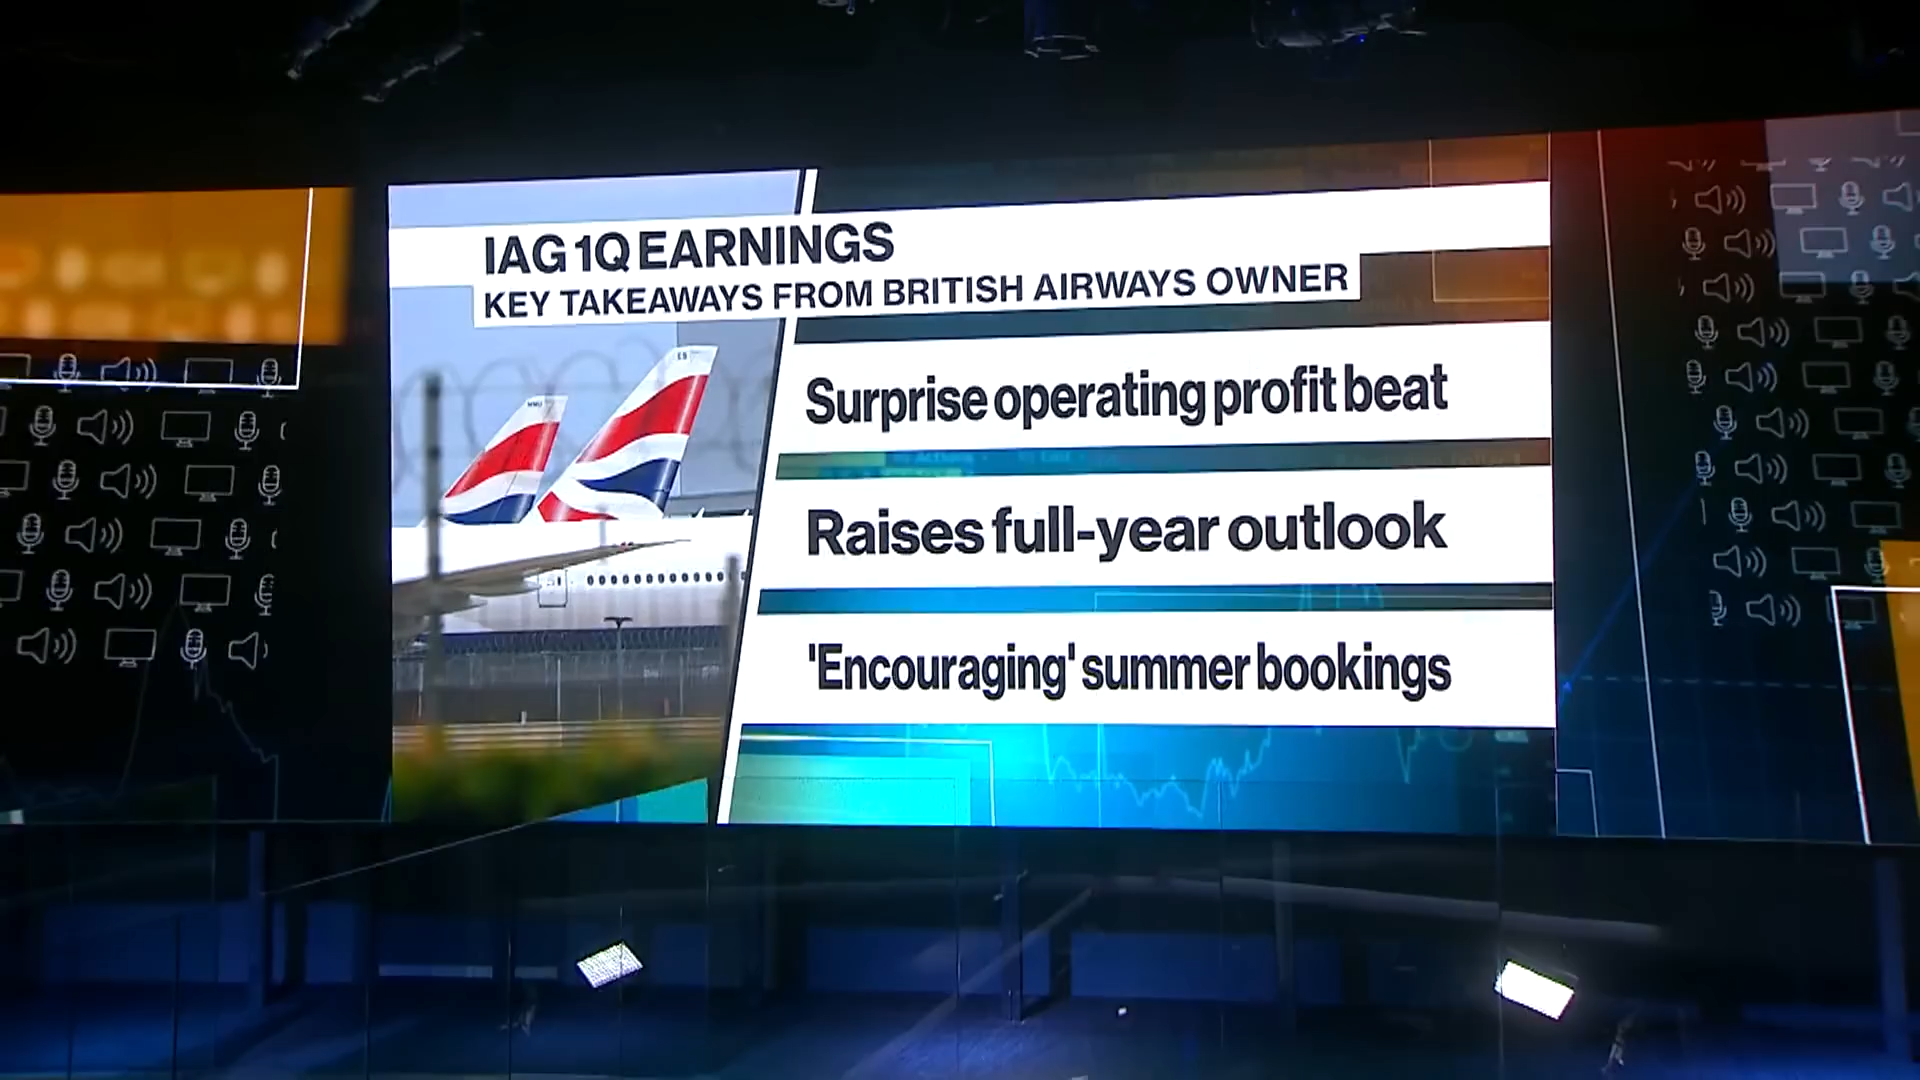 IAG 1Q EARNINGS
KEY TAKEAWAYS FROM BRITISH AIRWAYS OWNER
Surprise operating profit beat
Raises full-year outlook
'Encouraging' summer bookings